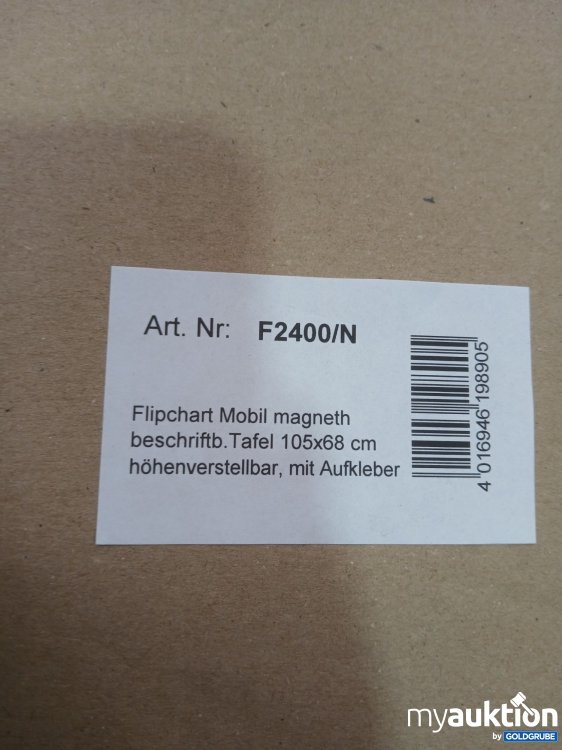 Art. Nr: F2400/N
Flipchart Mobil magneth
beschriftb.Tafel 105x68 cm
höhenverstellbar, mit Aufkleber
4 016946 198905
myauktion
by GOLDGRUBE